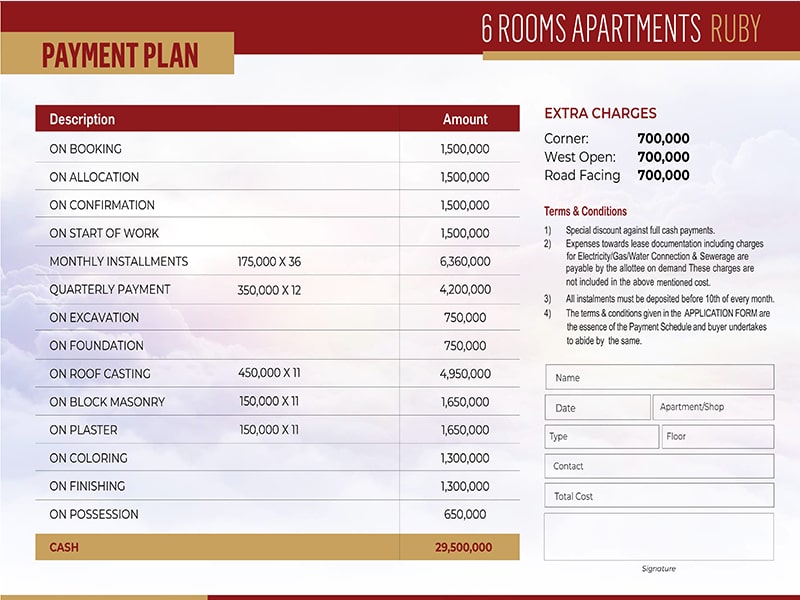 6 ROOMS APARTMENTS RUBY
PAYMENT PLAN
Description Amount
ON BOOKING 1,500,000
ON ALLOCATION 1,500,000
ON CONFIRMATION 1,500,000
ON START OF WORK 1,500,000
MONTHLY INSTALLMENTS 175,000 X 36 6,360,000
QUARTERLY PAYMENT 350,000 X 12 4,200,000
ON EXCAVATION 750,000
ON FOUNDATION 750,000
ON ROOF CASTING 450,000 X 11 4,950,000
ON BLOCK MASONRY 150,000 X 11 1,650,000
ON PLASTER 150,000 X 11 1,650,000
ON COLORING 1,300,000
ON FINISHING 1,300,000
ON POSSESSION 650,000
CASH 29,500,000
EXTRA CHARGES
Corner: 700,000
West Open: 700,000
Road Facing 700,000
Terms & Conditions
1) Special discount against full cash payments.
2) Expenses towards lease documentation including charges
for Electricity/Gas/Water Connection & Sewerage are
payable by the allottee on demand These charges are
not included in the above mentioned cost.
3) All instalments must be deposited before 10th of every month.
4) The terms & conditions given in the APPLICATION FORM are
the essence of the Payment Schedule and buyer undertakes
to abide by the same.
Name
Date Apartment/Shop
Type Floor
Contact
Total Cost
Signature